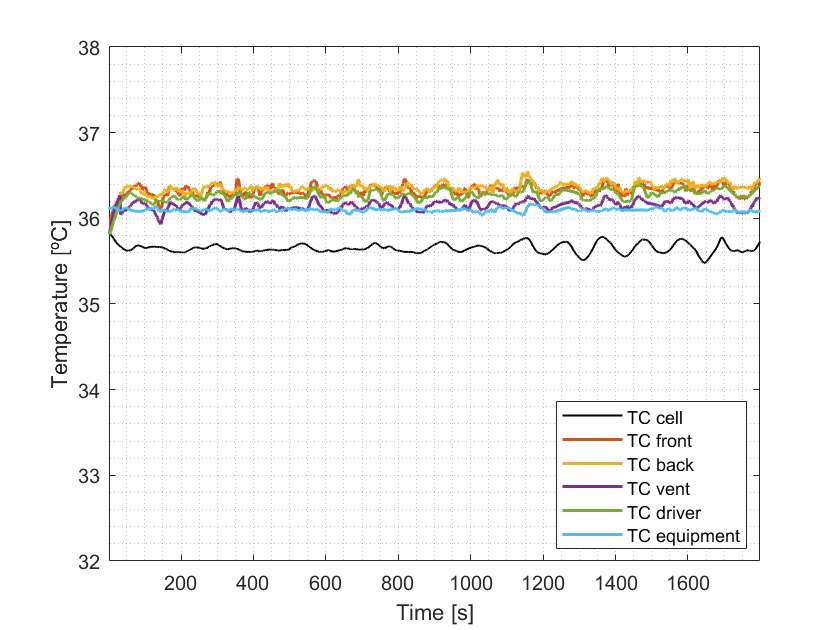 38
37
36
35
34
33
32
Temperature [ºC]
200
400
600
800
1000
1200
1400
1600
Time [s]
TC cell
TC front
TC back
TC vent
TC driver
TC equipment